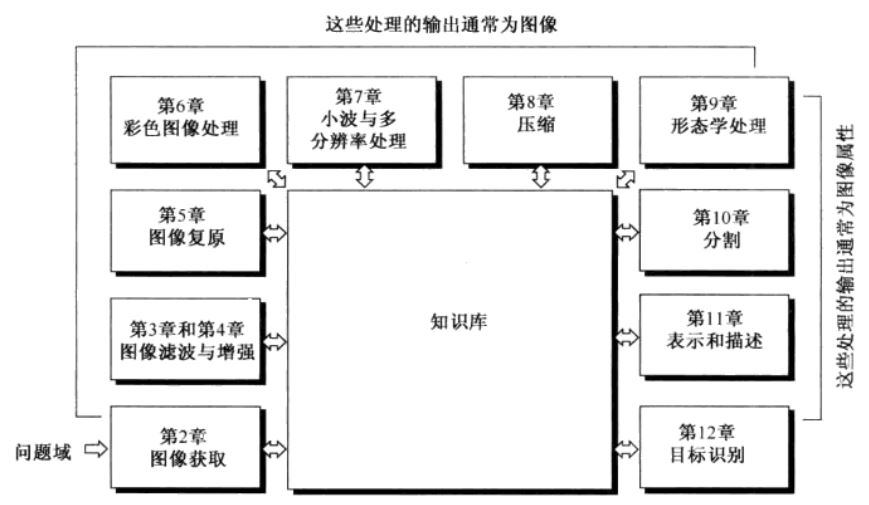 这些处理的输出通常为图像
第6章
彩色图像处理
第7章
小波与多
分辨率处理
第8章
压缩
第9章
形态学处理
第5章
图像复原
第10章
分割
知识库
第3章和第4章
图像滤波与增强
第11章
表示和描述
问题域
第2章
图像获取
第12章
目标识别
这些处理的输出通常为图像属性